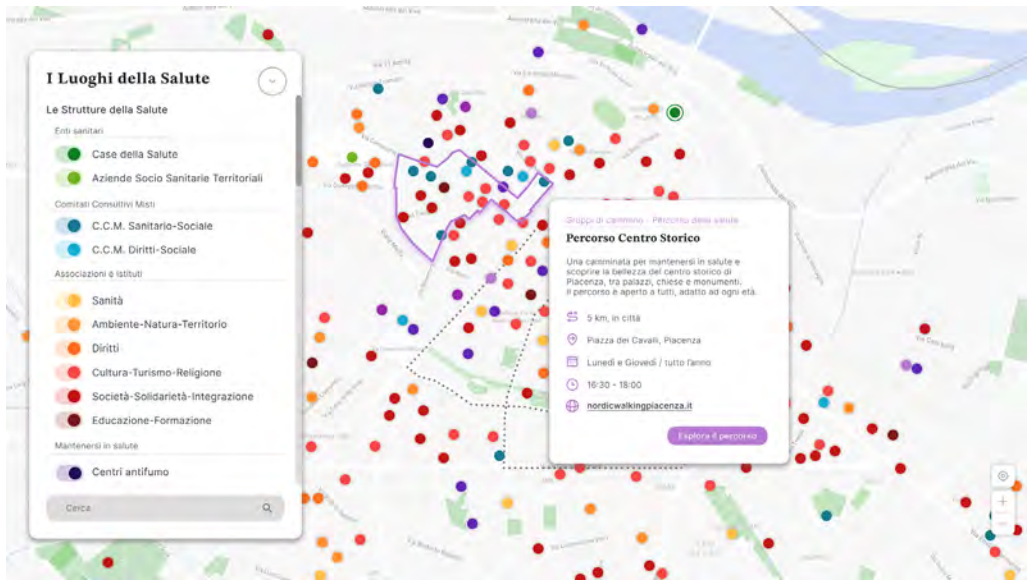 I Luoghi della Salute
Le Strutture della Salute
Enti sanitari
Case della Salute
Aziende Socio Sanitarie Territoriali
Comitati Consultivi Misti
C.C.M. Sanitario-Sociale
C.C.M. Diritti-Sociale
Associazioni e Istituti
Sanità
Ambiente-Natura-Territorio
Diritti
Cultura-Turismo-Religione
Società-Solidarietà-Integrazione
Educazione-Formazione
Mantenersi in salute
Centri antifumo
Cerca
Gruppi di cammino - Percorso della salute
Percorso Centro Storico
Una camminata per mantenersi in salute e
scoprire la bellezza del centro storico di
Piacenza, tra palazzi, chiese e monumenti.
Il percorso è aperto a tutti, adatto ad ogni età.
5 km, in città
Piazza dei Cavalli, Piacenza
Lunedì e Giovedì / tutto l'anno
16:30 - 18:00
nordicwalkingpiacenza.it
Esplora il percorso